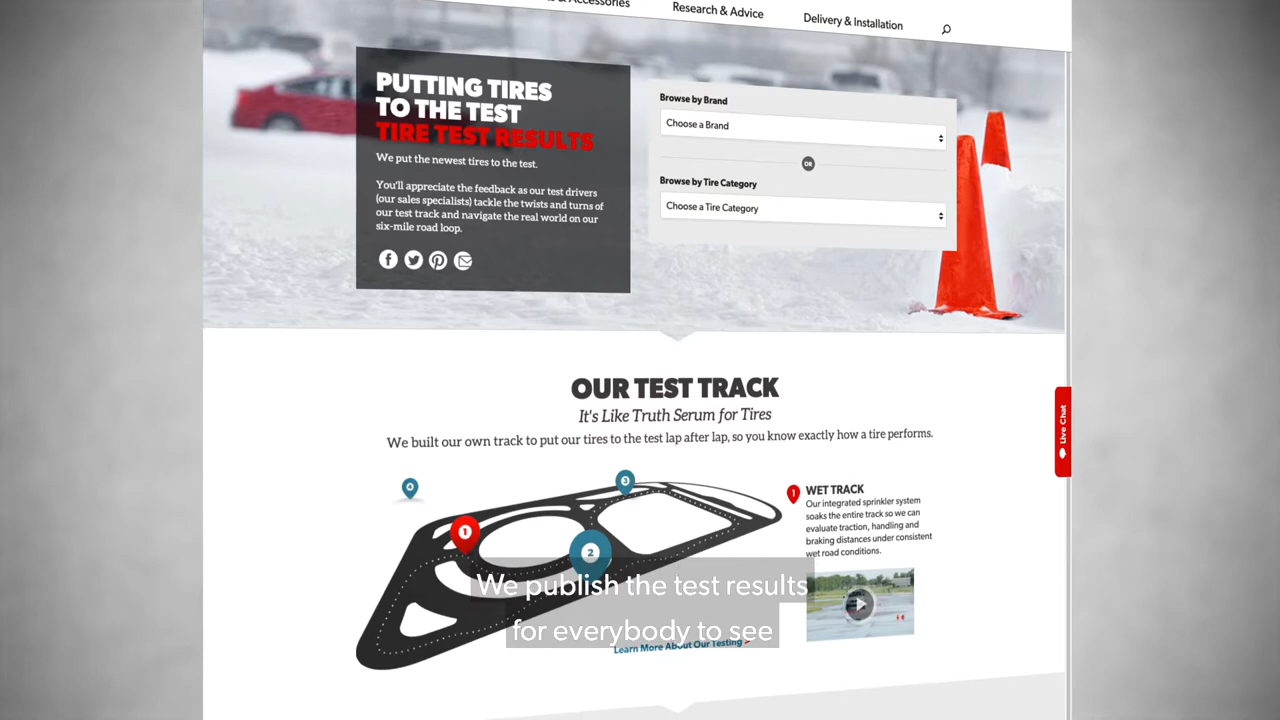 & Accessories
Research & Advice
Delivery & Installation
PUTTING TIRES
TO THE TEST
TIRE TEST RESULTS
We put the newest tires to the test.
You'll appreciate the feedback as our test drivers
(our sales specialists) tackle the twists and turns of
our test track and navigate the real world on our
six-mile road loop.
Browse by Brand
Choose a Brand
OR
Browse by Tire Category
Choose a Tire Category
Live Chat
OUR TEST TRACK
It's Like Truth Serum for Tires
We built our own track to put our tires to the test lap after lap, so you know exactly how a tire performs.
4
3
1
2
1 WET TRACK
Our integrated sprinkler system
soaks the entire track so we can
evaluate traction, handling and
braking distances under consistent
wet road conditions.
Learn More About Our Testing
We publish the test results
for everybody to see